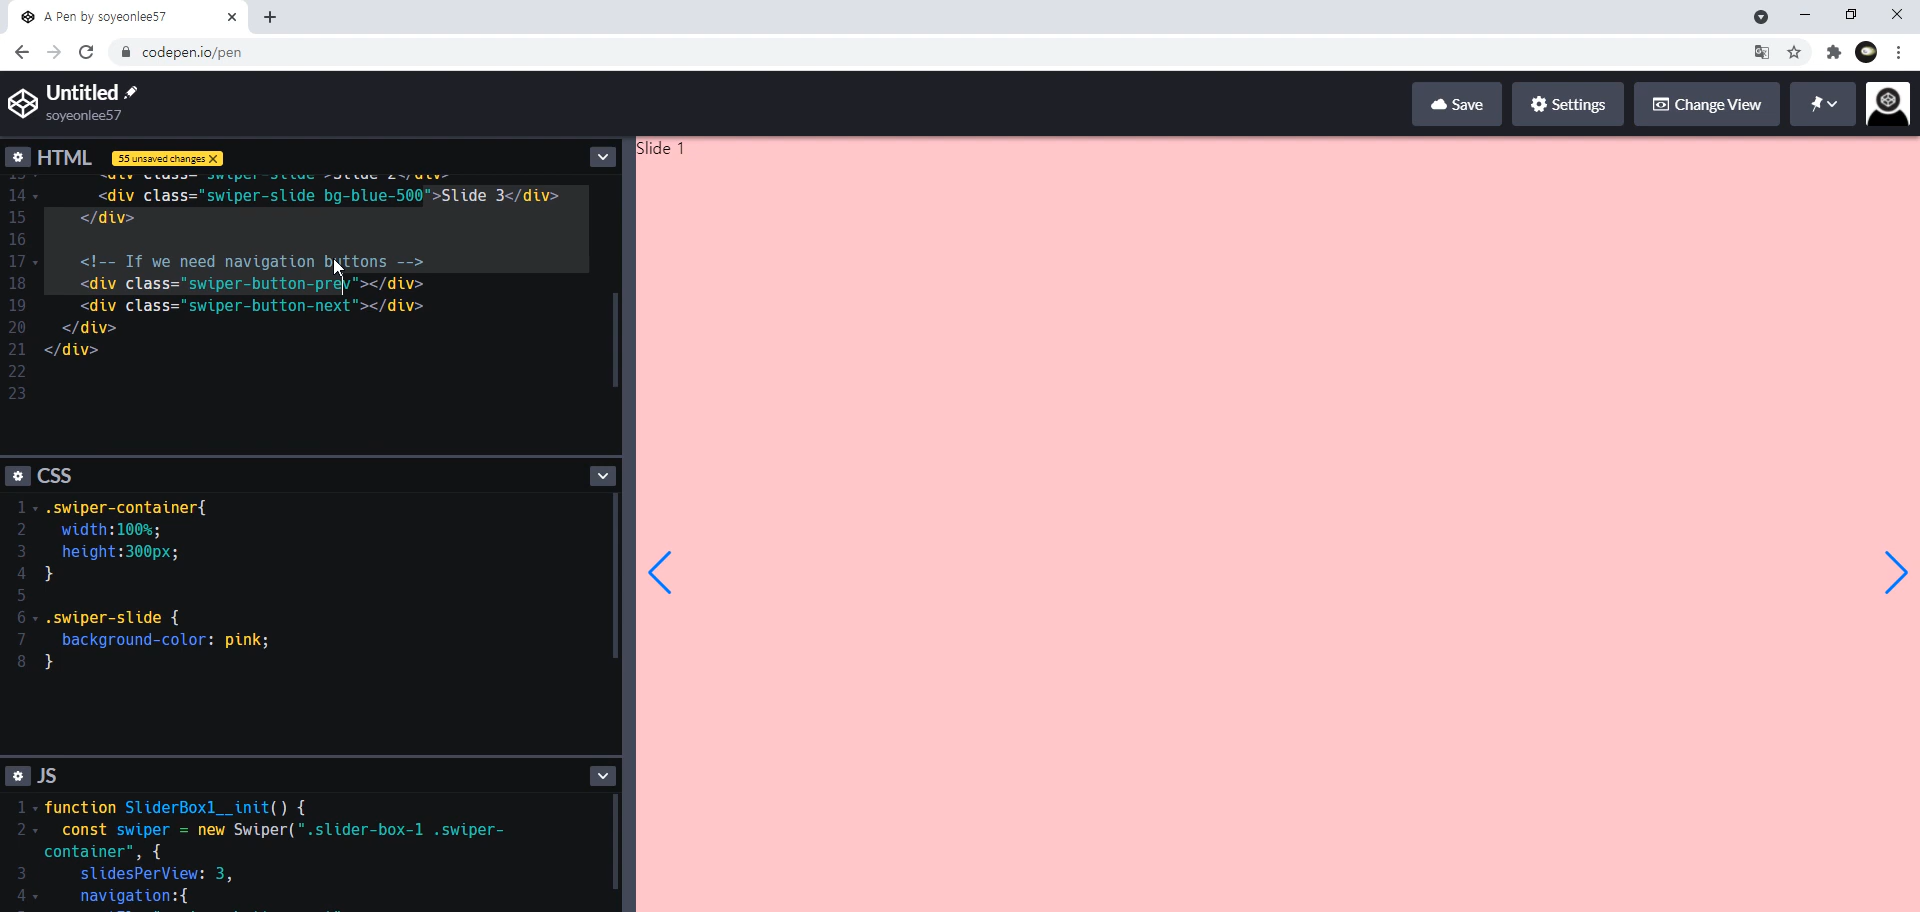 A Pen by soyeonlee57
codepen.io/pen
Untitled
soyeonlee57
Save
Settings
Change View
HTML
55 unsaved changes
14 <div class="swiper-slide bg-blue-500">Slide 3</div>
15 </div>
16
17 <!-- If we need navigation buttons -->
18 <div class="swiper-button-prev"></div>
19 <div class="swiper-button-next"></div>
20 </div>
21 </div>
22
23
CSS
1 .swiper-container{
2 width:100%;
3 height:300px;
4 }
5
6 .swiper-slide {
7 background-color: pink;
8 }
JS
1 function SliderBox1__init() {
2 const swiper = new Swiper(".slider-box-1 .swiper-
container", {
3 slidesPerView: 3,
4 navigation:{
Slide 1